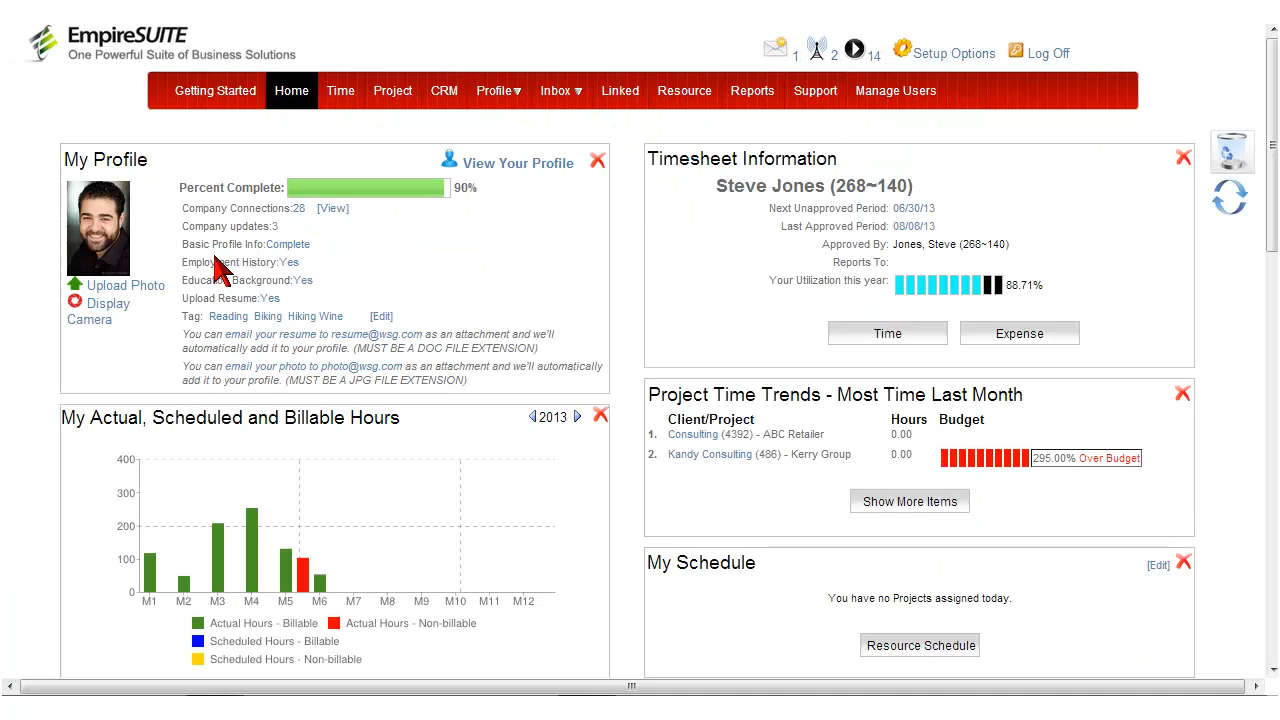 EmpireSUITE
One Powerful Suite of Business Solutions
1 2 14 Setup Options Log Off
Getting Started Home Time Project CRM Profile▼ Inbox ▼ Linked Resource Reports Support Manage Users
My Profile View Your Profile
Percent Complete: 90%
Company Connections:28 [View]
Company updates:3
Basic Profile Info:Complete
Employment History:Yes
Education Background:Yes
Upload Resume:Yes
Tag: Reading Biking Hiking Wine [Edit]
You can email your resume to resume@wsg.com as an attachment and we'll
automatically add it to your profile. (MUST BE A DOC FILE EXTENSION)
You can email your photo to photo@wsg.com as an attachment and we'll automatically
add it to your profile. (MUST BE A JPG FILE EXTENSION)
Upload Photo
Display
Camera
My Actual, Scheduled and Billable Hours 2013
400
300
200
100
0
M1 M2 M3 M4 M5 M6 M7 M8 M9 M10 M11 M12
Actual Hours - Billable Actual Hours - Non-billable
Scheduled Hours - Billable
Scheduled Hours - Non-billable
Timesheet Information
Steve Jones (268~140)
Next Unapproved Period: 06/30/13
Last Approved Period: 08/08/13
Approved By: Jones, Steve (268~140)
Reports To:
Your Utilization this year: 88.71%
Time Expense
Project Time Trends - Most Time Last Month
Client/Project Hours Budget
1. Consulting (4392) - ABC Retailer 0.00
2. Kandy Consulting (486) - Kerry Group 0.00 295.00% Over Budget
Show More Items
My Schedule [Edit]
You have no Projects assigned today.
Resource Schedule